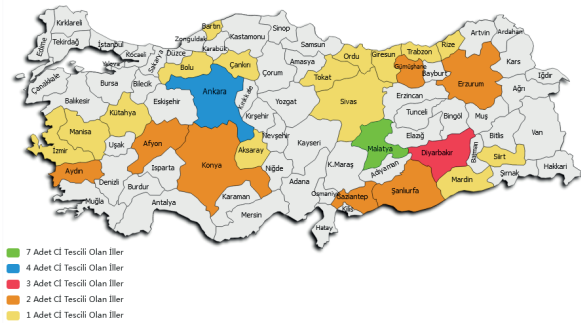 Kırklareli
Edirne
Tekirdağ
İstanbul
Kocaeli
Yalova
Sakarya
Düzce
Zonguldak
Bartın
Karabük
Kastamonu
Sinop
Samsun
Bolu
Çankırı
Çorum
Amasya
Tokat
Ordu
Giresun
Trabzon
Rize
Artvin
Ardahan
Kars
Gümüşhane
Bayburt
Erzurum
Iğdır
Ağrı
Çanakkale
Balıkesir
Bursa
Bilecik
Eskişehir
Ankara
Kırıkkale
Kırşehir
Yozgat
Sivas
Erzincan
Tunceli
Bingöl
Muş
Van
Bitlis
Kütahya
Manisa
İzmir
Uşak
Afyon
Konya
Aksaray
Nevşehir
Kayseri
Niğde
K.Maraş
Malatya
Elazığ
Diyarbakır
Batman
Siirt
Şırnak
Hakkari
Adıyaman
Mardin
Şanlıurfa
Gaziantep
Osmaniye
Hatay
Adana
Mersin
Karaman
Isparta
Burdur
Antalya
Denizli
Aydın
Muğla
7 Adet Cİ Tescili Olan İller
4 Adet Cİ Tescili Olan İller
3 Adet Cİ Tescili Olan İller
2 Adet Cİ Tescili Olan İller
1 Adet Cİ Tescili Olan İller